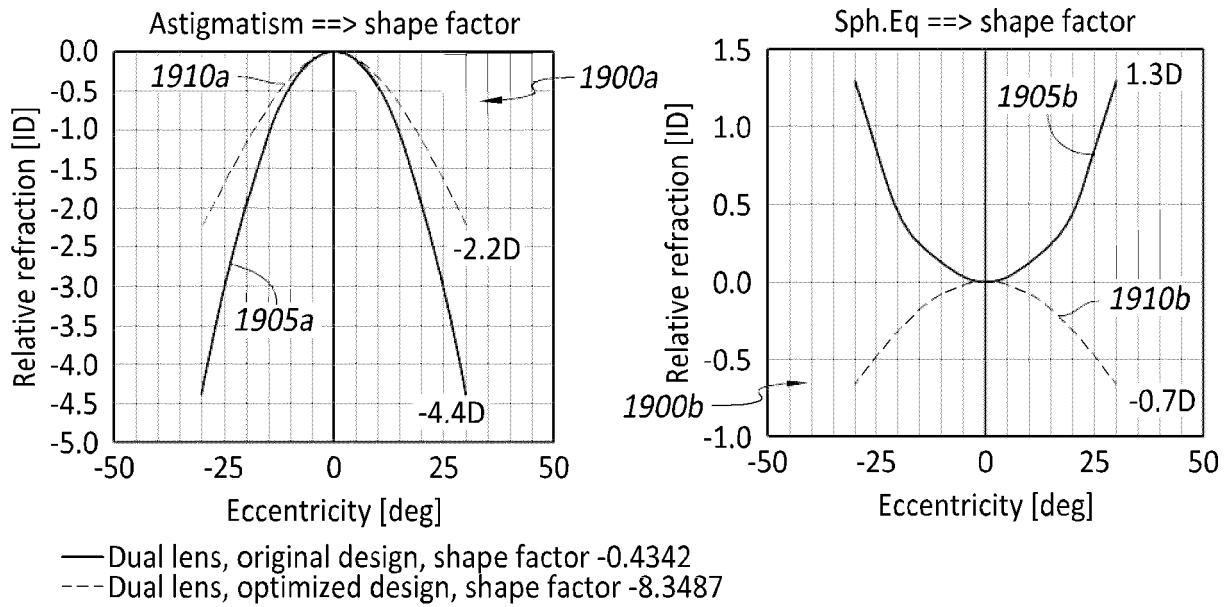 Astigmatism ==> shape factor
0.0
-0.5
-1.0
-1.5
-2.0
-2.5
-3.0
-3.5
-4.0
-4.5
-5.0
Relative refraction [ID]
1910a
1900a
1905a
-2.2D
-4.4D
-50
-25
0
25
50
Eccentricity [deg]
Sph.Eq ==> shape factor
1.5
1.0
0.5
0.0
-0.5
-1.0
Relative refraction [ID]
1.3D
1905b
1910b
1900b
-0.7D
-50
-25
0
25
50
Eccentricity [deg]
Dual lens, original design, shape factor -0.4342
Dual lens, optimized design, shape factor -8.3487